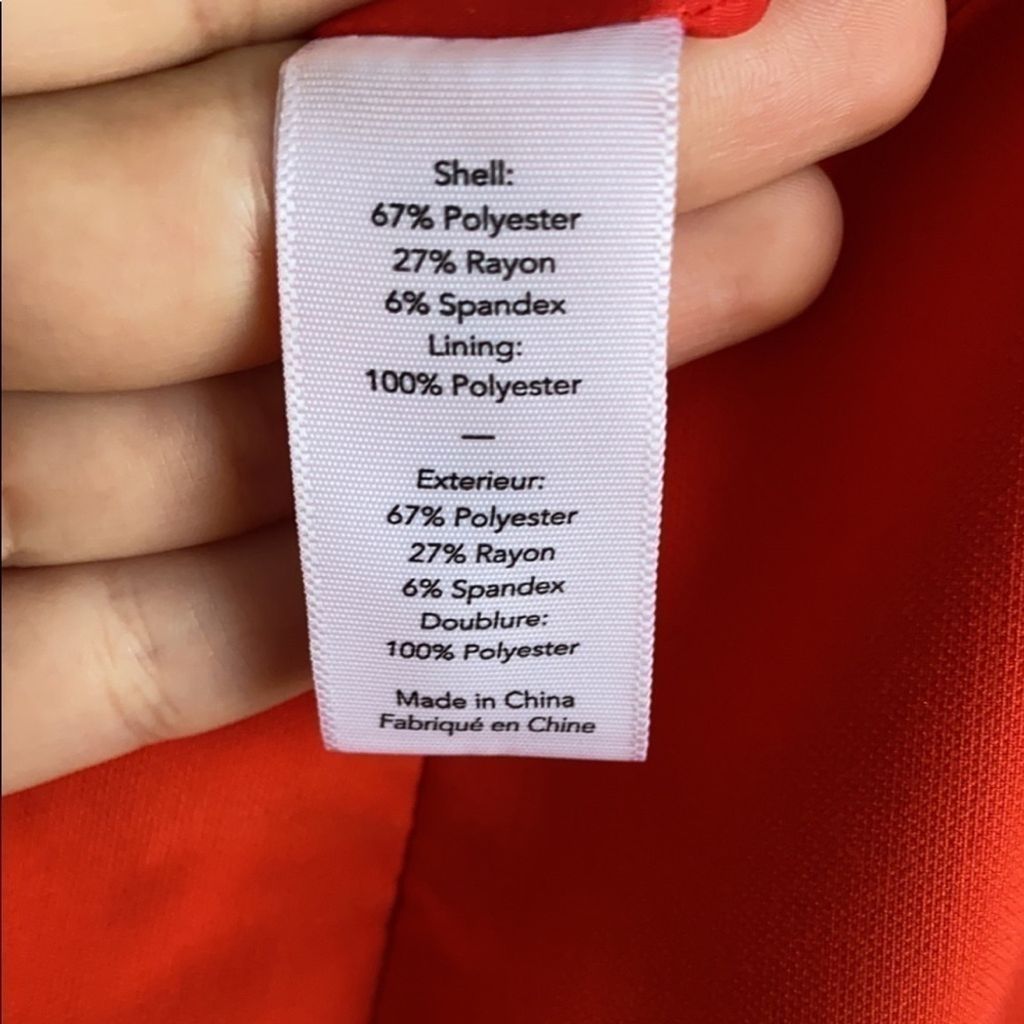 Shell:
67% Polyester
27% Rayon
6% Spandex
Lining:
100% Polyester
—
Exterieur:
67% Polyester
27% Rayon
6% Spandex
Doublure:
100% Polyester
Made in China
Fabriqué en Chine